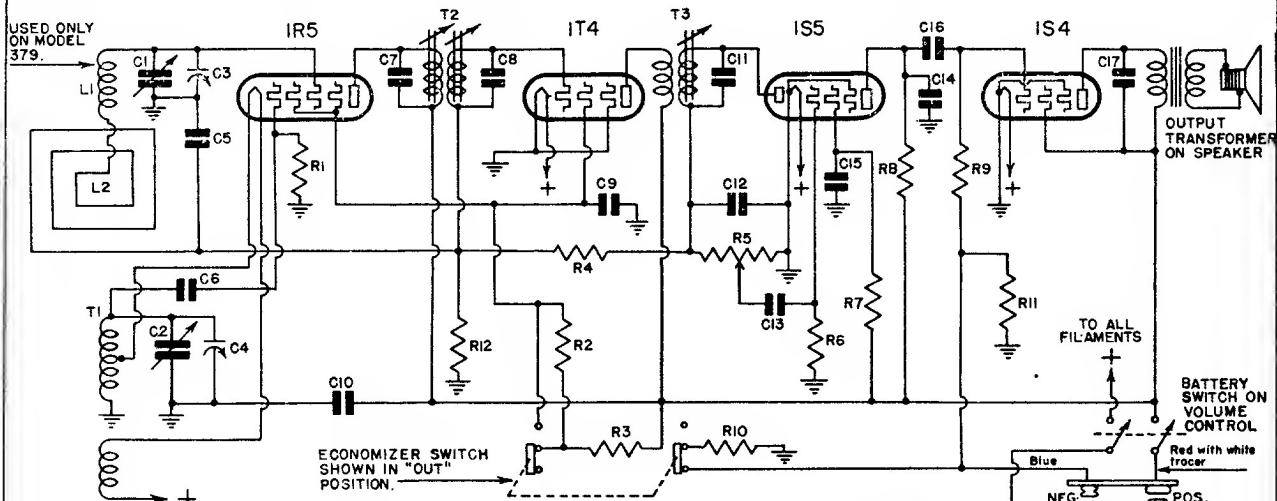 USED ONLY
ON MODEL
379.
IR5
T2
IT4
T3
IS5
C16
IS4
C1
C3
L1
C5
L2
R1
C7
C8
C9
C11
C12
R4
R5
C13
C14
C15
R8
R9
C17
OUTPUT
TRANSFORMER
ON SPEAKER
C6
T1
C2
C4
R12
R2
R6
R7
R11
C10
R3
R10
TO ALL
FILAMENTS
+
+
+
+
+
BATTERY
SWITCH ON
VOLUME
CONTROL
Red with white
tracer
Blue
ECONOMIZER SWITCH
SHOWN IN "OUT"
POSITION.
NEG.
POS.